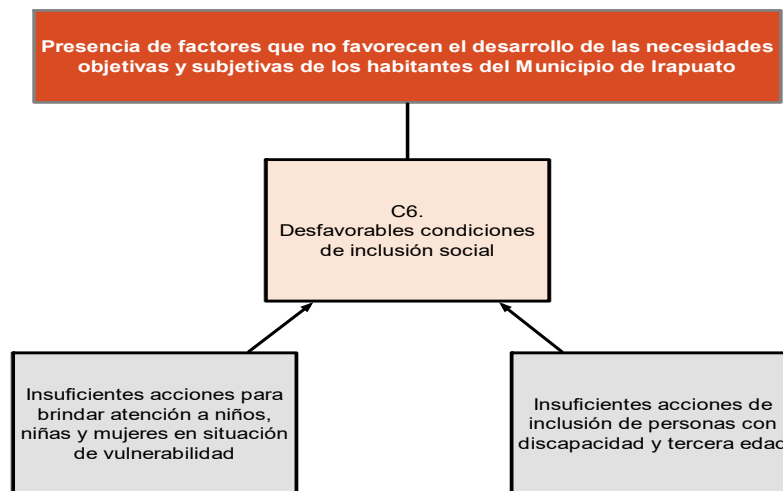 Presencia de factores que no favorecen el desarrollo de las necesidades
objetivas y subjetivas de los habitantes del Municipio de Irapuato
C6.
Desfavorables condiciones
de inclusión social
Insuficientes acciones para
brindar atención a niños,
niñas y mujeres en situación
de vulnerabilidad
Insuficientes acciones de
inclusión de personas con
discapacidad y tercera edad